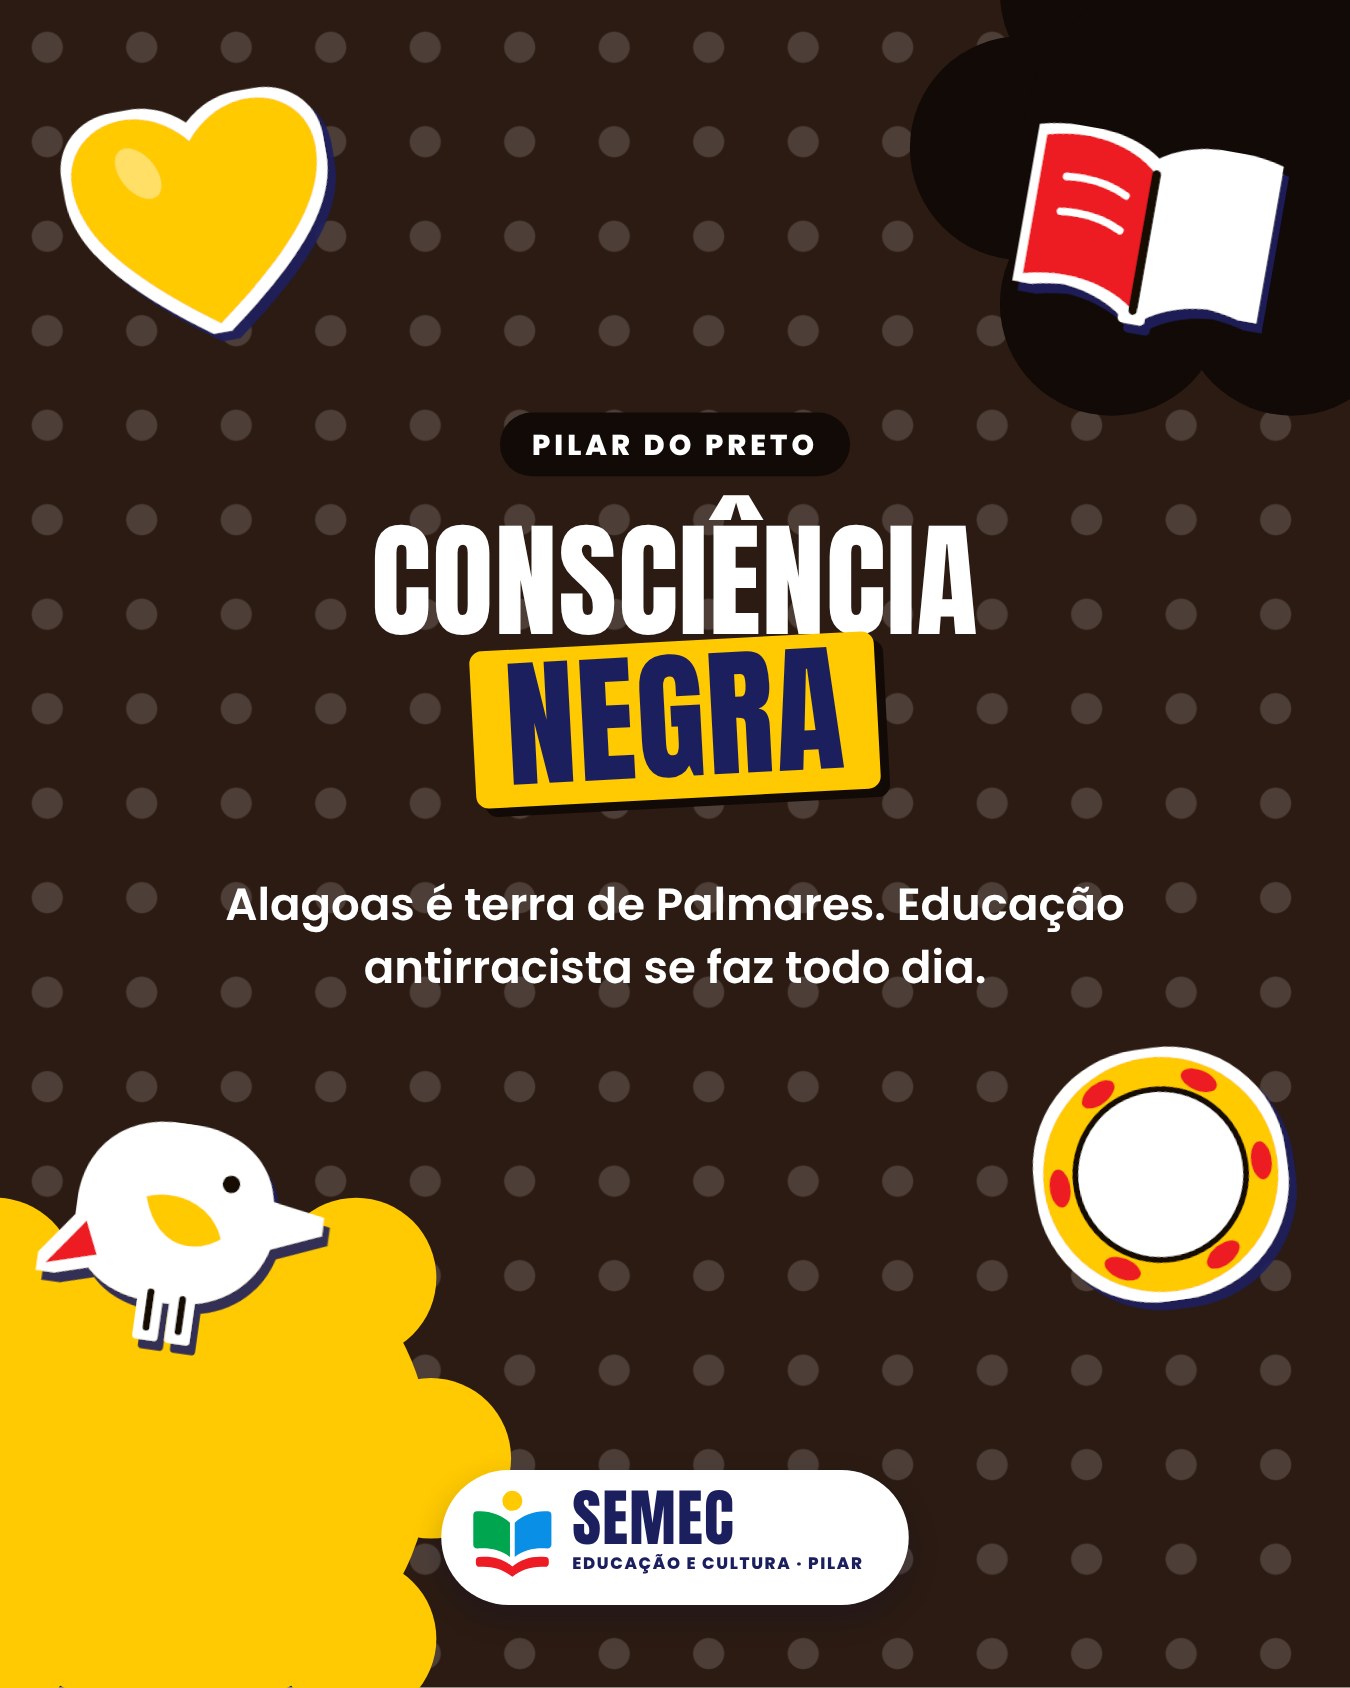 PILAR DO PRETO
CONSCIÊNCIA
NEGRA
Alagoas é terra de Palmares. Educação
antirracista se faz todo dia.
SEMEC
EDUCAÇÃO E CULTURA · PILAR